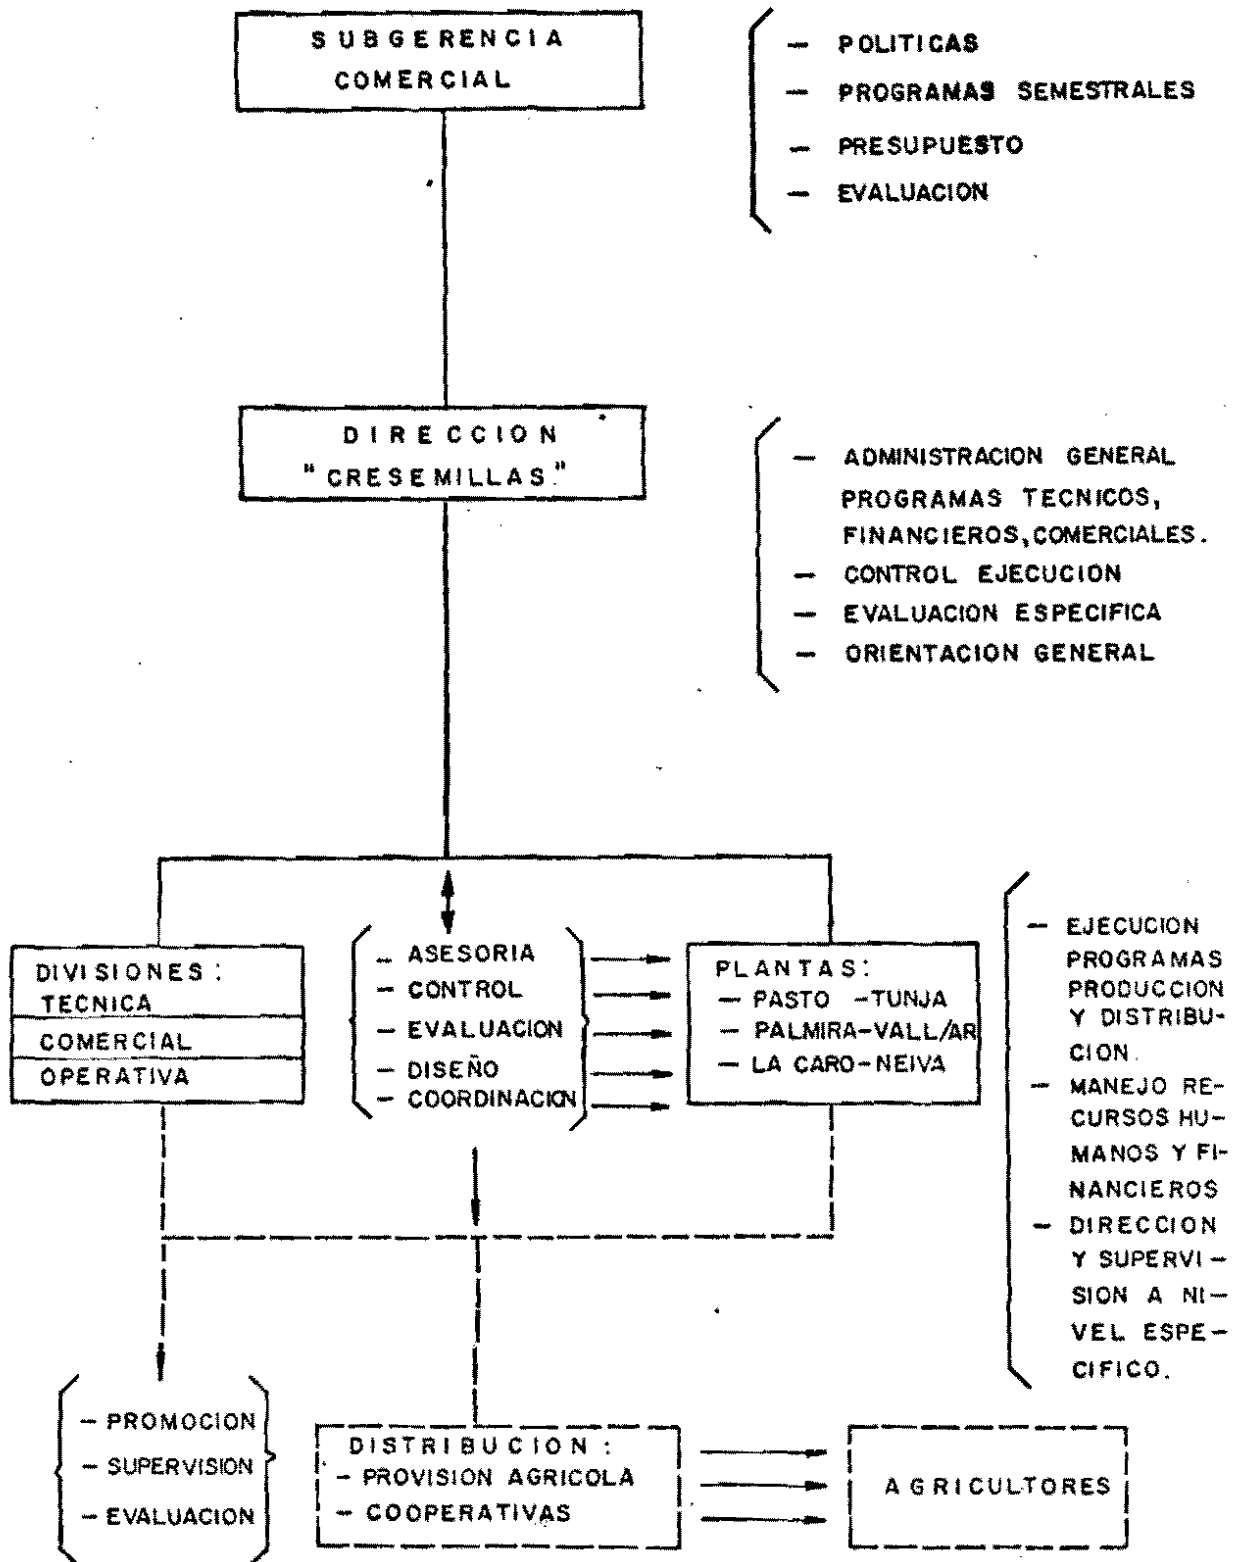 SUBGERENCIA
COMERCIAL
— POLITICAS
— PROGRAMAS SEMESTRALES
— PRESUPUESTO
— EVALUACION
DIRECCION
"CRESEMILLAS."
— ADMINISTRACION GENERAL
PROGRAMAS TECNICOS,
FINANCIEROS, COMERCIALES.
— CONTROL EJECUCION
— EVALUACION ESPECIFICA
— ORIENTACION GENERAL
DIVISIONES:
TECNICA
COMERCIAL
OPERATIVA
— ASESORIA
— CONTROL
— EVALUACION
— DISEÑO
— COORDINACION
PLANTAS:
— PASTO -TUNJA
— PALMIRA-VALL/AR
— LA CARO-NEIVA
— EJECUCION
PROGRAMAS
PRODUCCION
Y DISTRIBU-
CION.
— MANEJO RE-
CURSOS HU-
MANOS Y FI-
NANCIEROS
— DIRECCION
Y SUPERVI-
SION A NI-
VEL ESPE-
CIFICO.
— PROMOCION
— SUPERVISION
— EVALUACION
DISTRIBUCION:
— PROVISION AGRICOLA
— COOPERATIVAS
AGRICULTORES